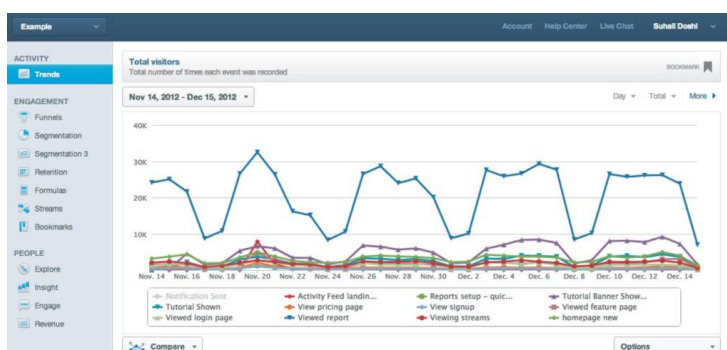 Example
Account Help Center Live Chat Suhail Doshi
ACTIVITY
Trends
ENGAGEMENT
Funnels
Segmentation
Segmentation 3
Retention
Formulas
Streams
Bookmarks
PEOPLE
Explore
Insight
Engage
Revenue
Total visitors
Total number of times each event was recorded
BOOKMARK
Nov 14, 2012 - Dec 15, 2012
Day Total More
40K
30K
20K
10K
Nov. 14 Nov. 16 Nov. 18 Nov. 20 Nov. 22 Nov. 24 Nov. 26 Nov. 28 Nov. 30 Dec. 2 Dec. 4 Dec. 6 Dec. 8 Dec. 10 Dec. 12 Dec. 14
Notification Sent Activity Feed landin... Reports setup - quic... Tutorial Banner Show...
Tutorial Shown View pricing page View signup Viewed feature page
Viewed login page Viewed report Viewing streams homepage new
Compare Options